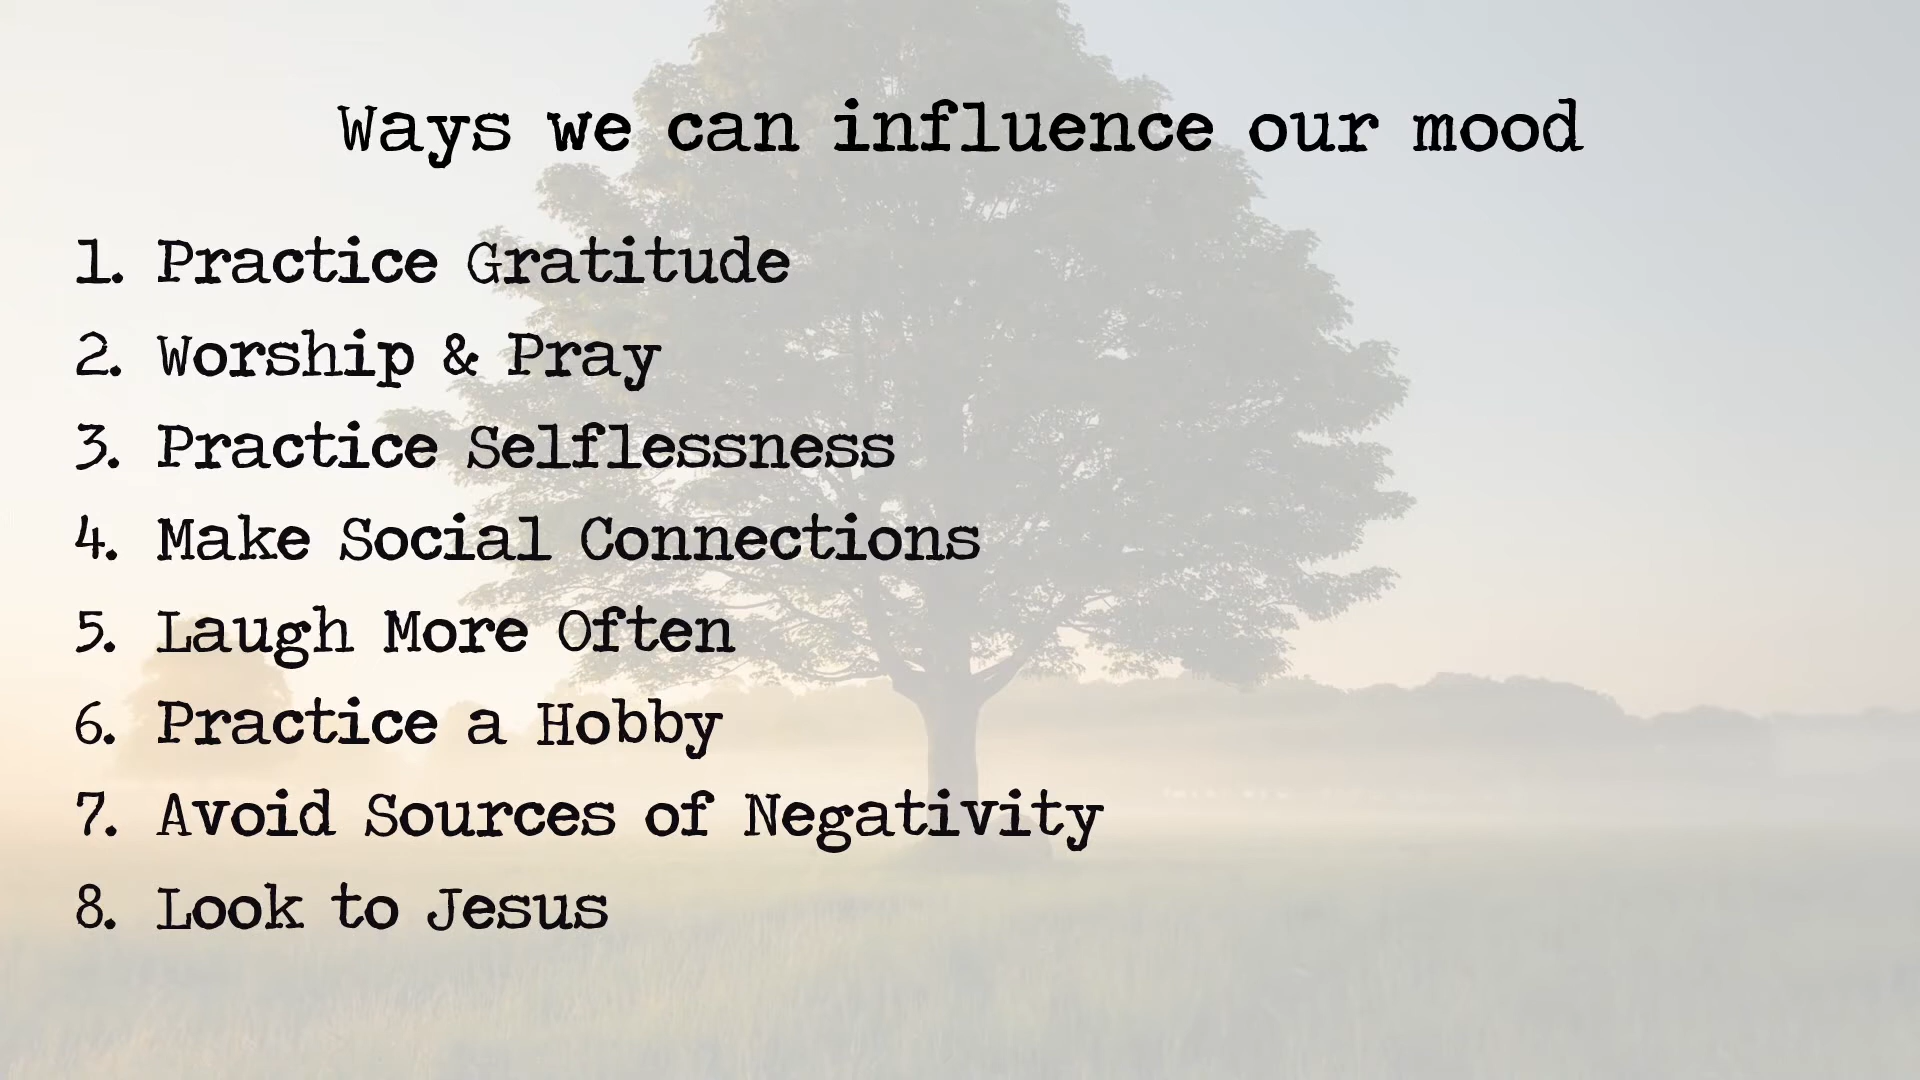 Ways we can influence our mood
1. Practice Gratitude
2. Worship & Pray
3. Practice Selflessness
4. Make Social Connections
5. Laugh More Often
6. Practice a Hobby
7. Avoid Sources of Negativity
8. Look to Jesus